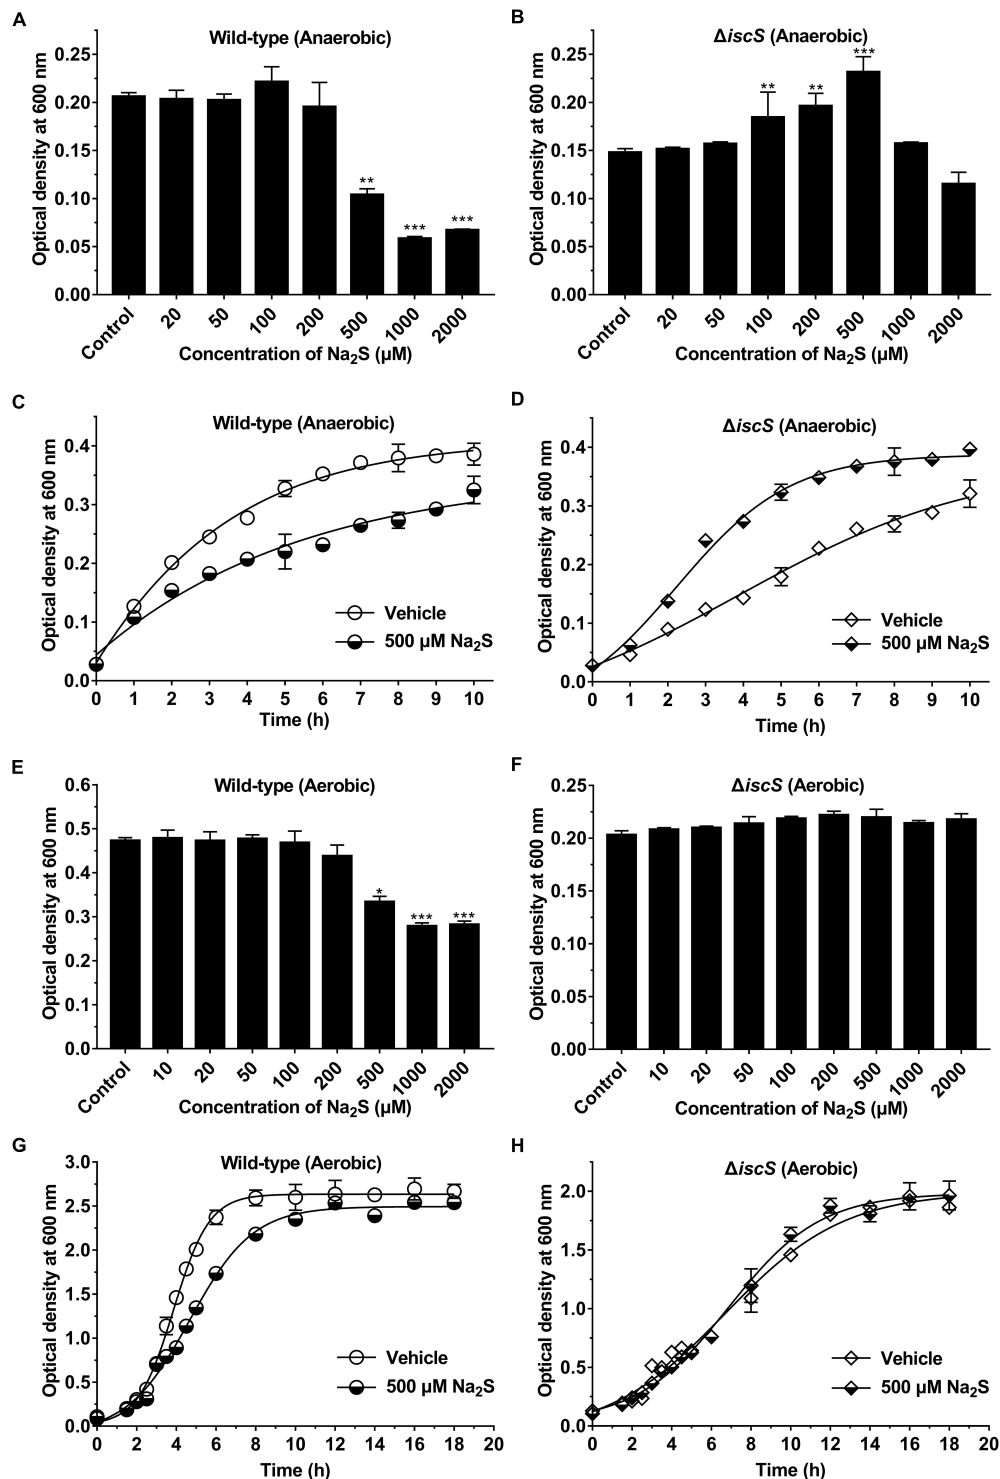 A
Wild-type (Anaerobic)
Optical density at 600 nm
0.25
0.20
0.15
0.10
0.05
0.00
**
***
***
Control
20
50
100
200
500
1000
2000
Concentration of Na2S (μM)
B
ΔiscS (Anaerobic)
Optical density at 600 nm
0.25
0.20
0.15
0.10
0.05
0.00
**
**
***
Control
20
50
100
200
500
1000
2000
Concentration of Na2S (μM)
C
Wild-type (Anaerobic)
Optical density at 600 nm
0.4
0.3
0.2
0.1
0.0
Vehicle
500 μM Na2S
0 1 2 3 4 5 6 7 8 9 10
Time (h)
D
ΔiscS (Anaerobic)
Optical density at 600 nm
0.4
0.3
0.2
0.1
0.0
Vehicle
500 μM Na2S
0 1 2 3 4 5 6 7 8 9 10
Time (h)
E
Wild-type (Aerobic)
Optical density at 600 nm
0.6
0.5
0.4
0.3
0.2
0.1
0.0
*
***
***
Control
10
20
50
100
200
500
1000
2000
Concentration of Na2S (μM)
F
ΔiscS (Aerobic)
Optical density at 600 nm
0.25
0.20
0.15
0.10
0.05
0.00
Control
10
20
50
100
200
500
1000
2000
Concentration of Na2S (μM)
G
Wild-type (Aerobic)
Optical density at 600 nm
3.0
2.5
2.0
1.5
1.0
0.5
0.0
Vehicle
500 μM Na2S
0 2 4 6 8 10 12 14 16 18 20
Time (h)
H
ΔiscS (Aerobic)
Optical density at 600 nm
2.0
1.5
1.0
0.5
0.0
Vehicle
500 μM Na2S
0 2 4 6 8 10 12 14 16 18 20
Time (h)